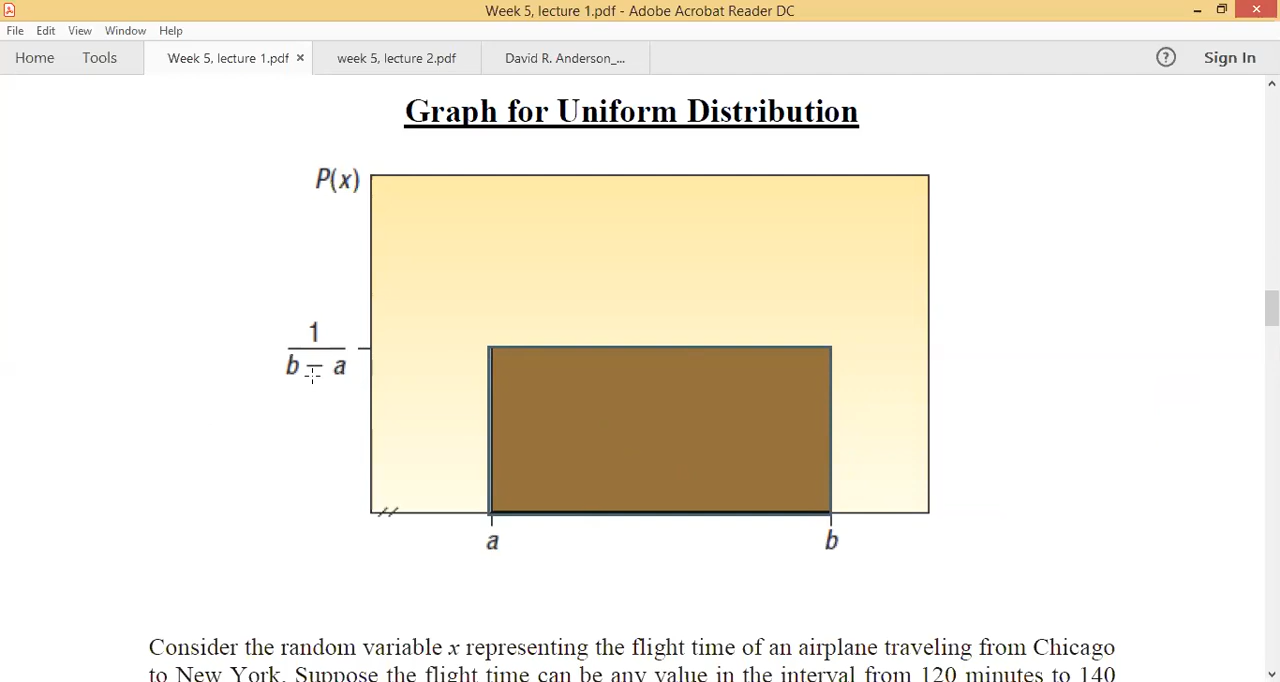 Week 5, lecture 1.pdf - Adobe Acrobat Reader DC
File Edit View Window Help
Home Tools Week 5, lecture 1.pdf × week 5, lecture 2.pdf David R. Anderson_... ? Sign In
Graph for Uniform Distribution
P(x)
1
b – a
a b
Consider the random variable x representing the flight time of an airplane traveling from Chicago
to New York. Suppose the flight time can be any value in the interval from 120 minutes to 140